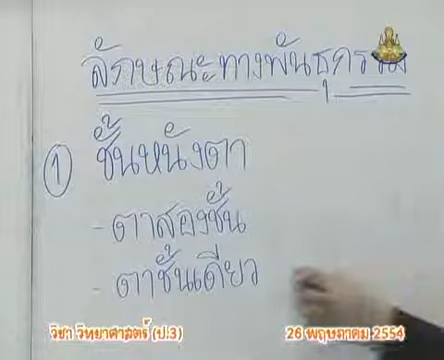 ลักษณะทางพันธุกรรม
① ชั้นหนังตา
- ตาสองชั้น
- ตาชั้นเดียว
วิชา วิทยาศาสตร์ (ป.3) 26 พฤษภาคม 2554